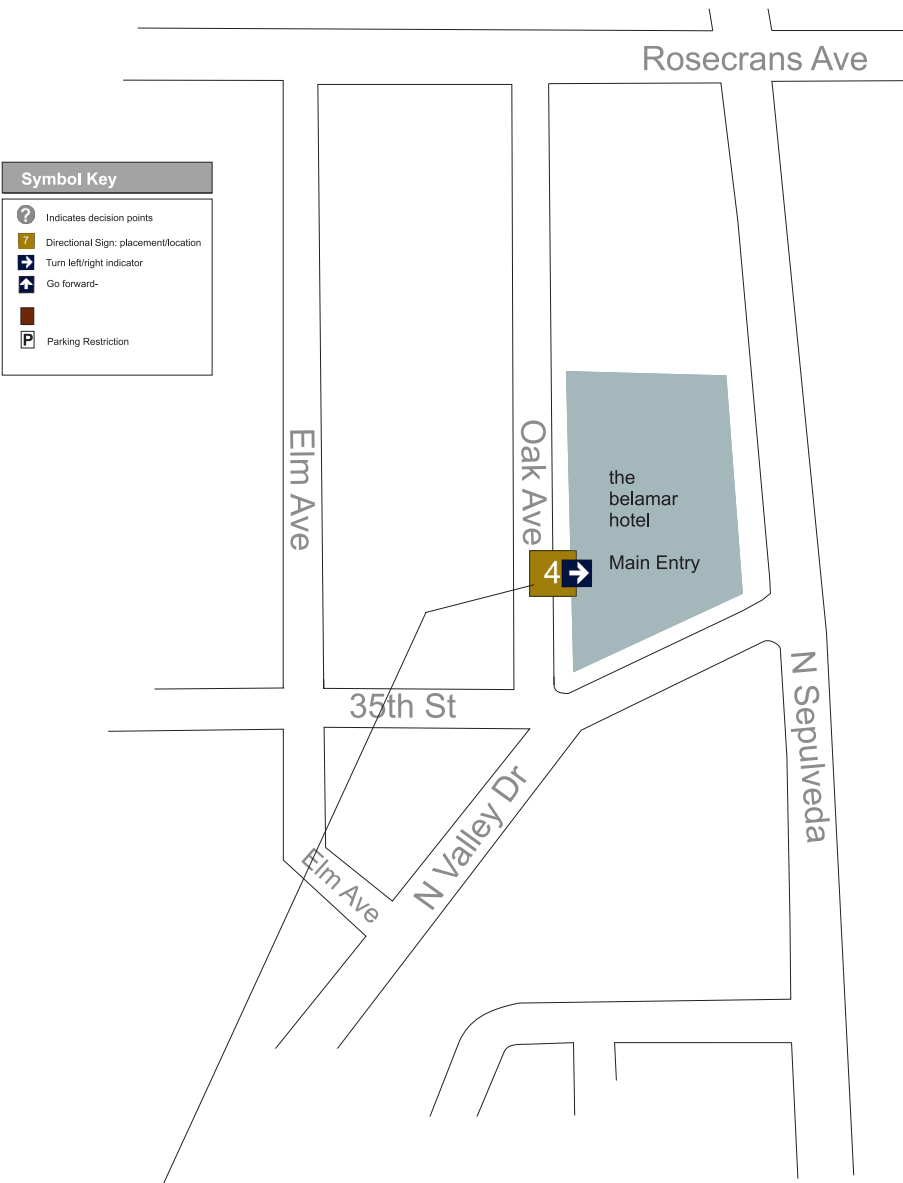 Rosecrans Ave
Symbol Key
?
Indicates decision points
7
Directional Sign: placement/location
Turn left/right indicator
Go forward-
P
Parking Restriction
Elm Ave
Oak Ave
the
belamar
hotel
Main Entry
4
35th St
N Sepulveda
N Valley Dr
Elm Ave